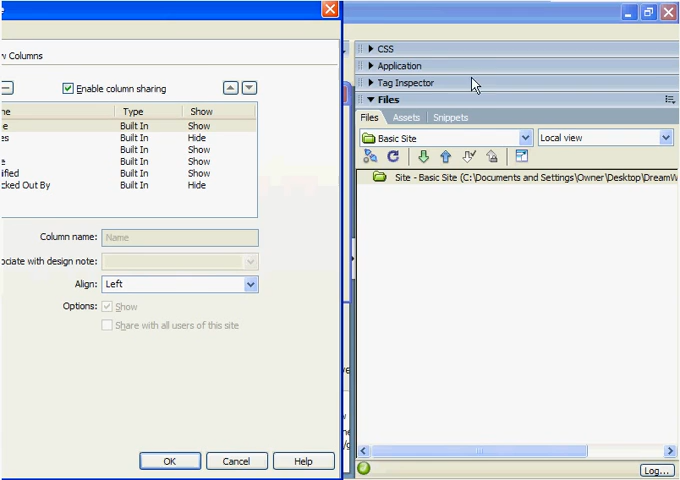 e
w Columns
Enable column sharing
me Type Show
e Built In Show
es Built In Hide
Built In Show
e Built In Show
ified Built In Show
cked Out By Built In Hide
Column name: Name
ociate with design note:
Align: Left
Options: Show
Share with all users of this site
OK Cancel Help
CSS
Application
Tag Inspector
Files
Files Assets Snippets
Basic Site Local view
Site - Basic Site (C:\Documents and Settings\Owner\Desktop\DreamW
Log...